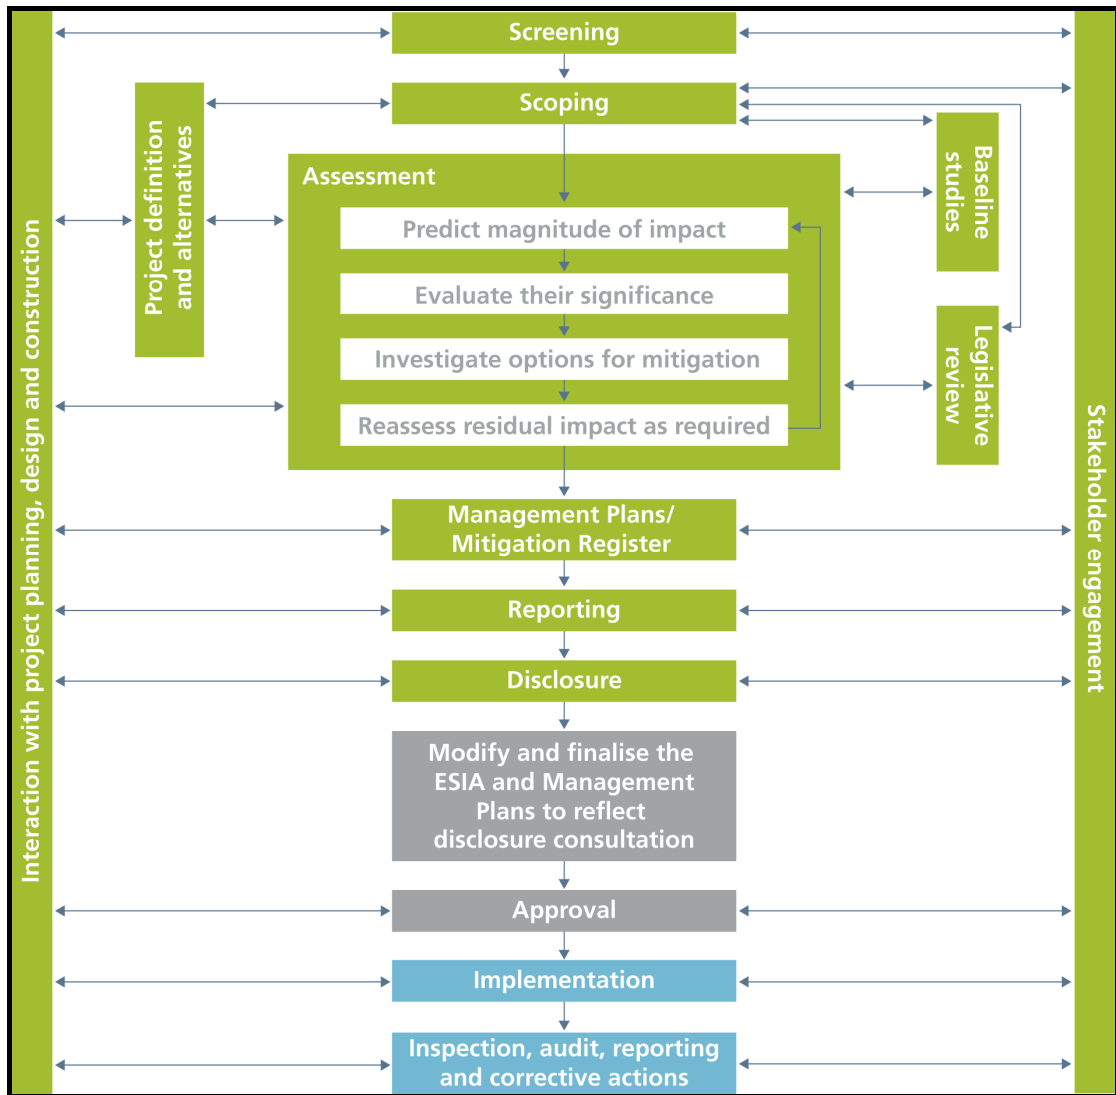 Screening
Scoping
Project definition
and alternatives
Baseline
studies
Assessment
Predict magnitude of impact
Evaluate their significance
Investigate options for mitigation
Reassess residual impact as required
Legislative
review
Interaction with project planning, design and construction
Stakeholder engagement
Management Plans/
Mitigation Register
Reporting
Disclosure
Modify and finalise the
ESIA and Management
Plans to reflect
disclosure consultation
Approval
Implementation
Inspection, audit, reporting
and corrective actions